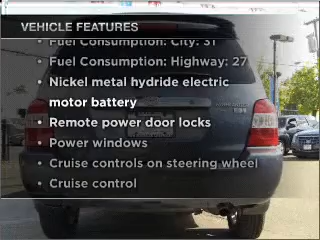 VEHICLE FEATURES
• Fuel Consumption: City: 31
• Fuel Consumption: Highway: 27
• Nickel metal hydride electric
motor battery
• Remote power door locks
• Power windows
• Cruise controls on steering wheel
• Cruise control